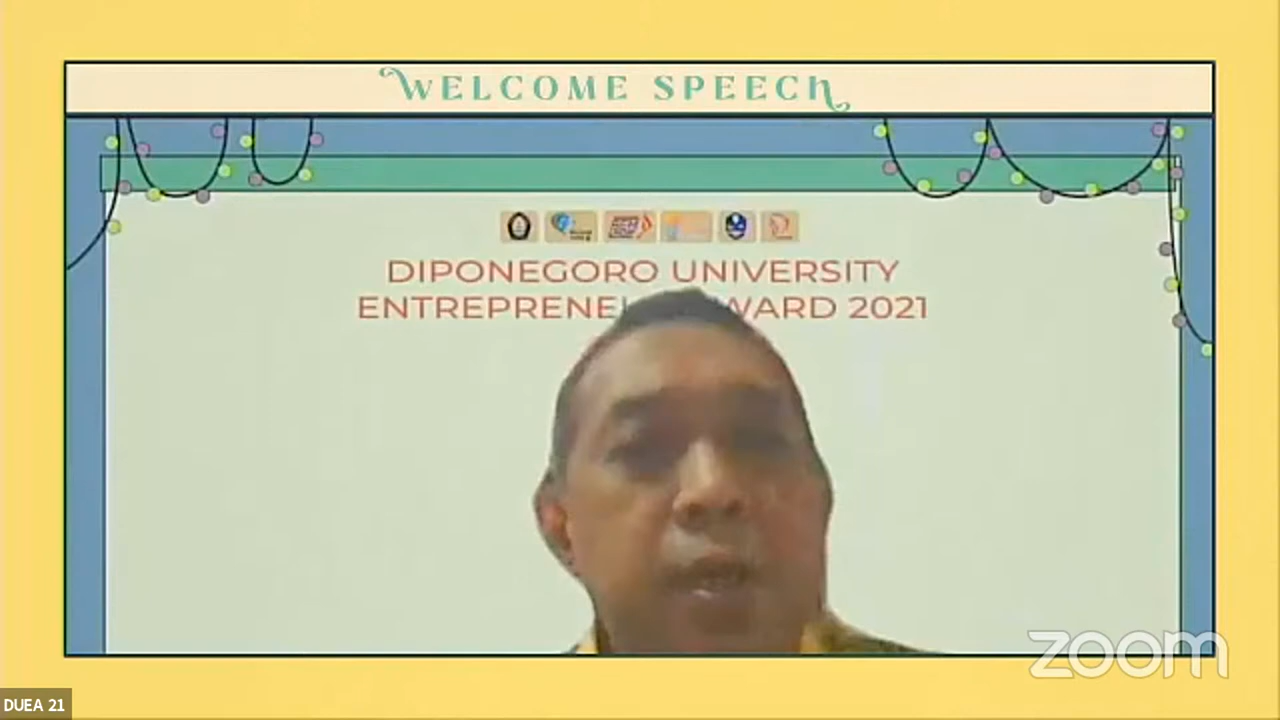 WELCOME SPEECH
DIPONEGORO UNIVERSITY
ENTREPRENE WARD 2021
zoom
DUEA 21